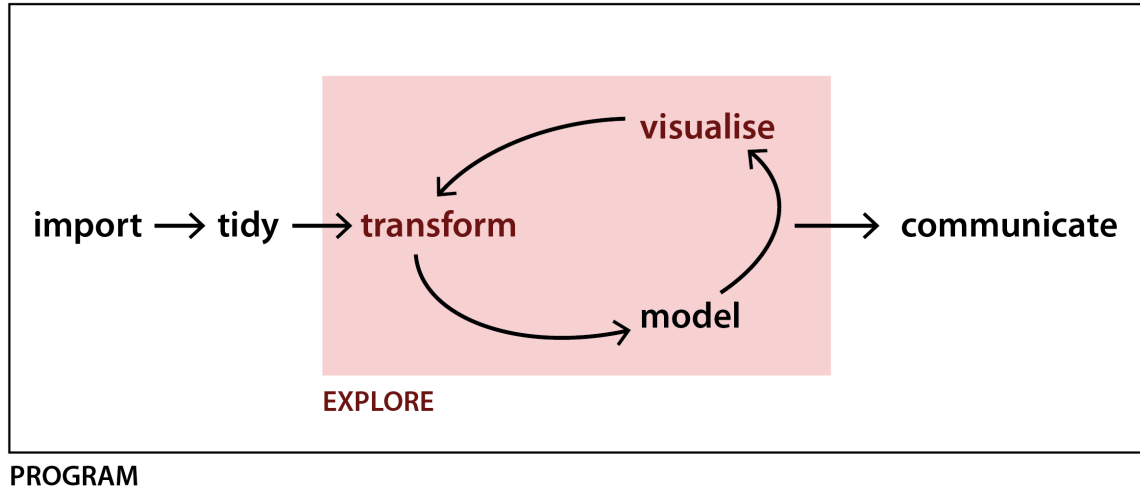 visualise
import
tidy
transform
communicate
model
EXPLORE
PROGRAM